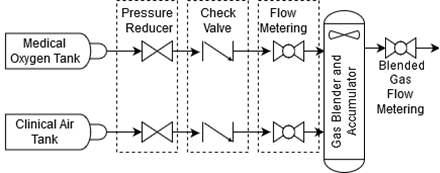 Pressure
Reducer
Check
Valve
Flow
Metering
Medical
Oxygen Tank
Clinical Air
Tank
Gas Blender and
Accumulator
Blended
Gas
Flow
Metering